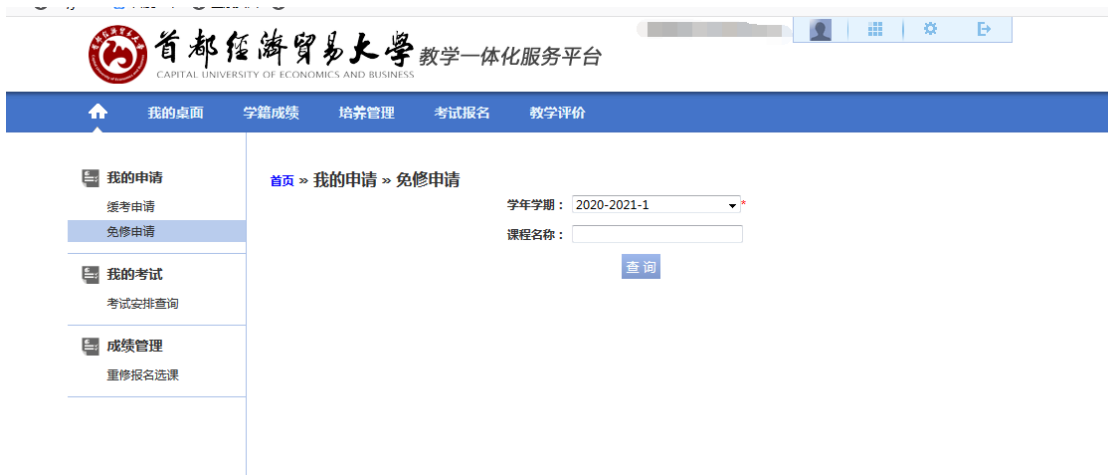 首都经济贸易大学 教学一体化服务平台
CAPITAL UNIVERSITY OF ECONOMICS AND BUSINESS
我的桌面 学籍成绩 培养管理 考试报名 教学评价
我的申请
缓考申请
免修申请
我的考试
考试安排查询
成绩管理
重修报名选课
首页 » 我的申请 » 免修申请
学年学期： 2020-2021-1 *
课程名称：
查询